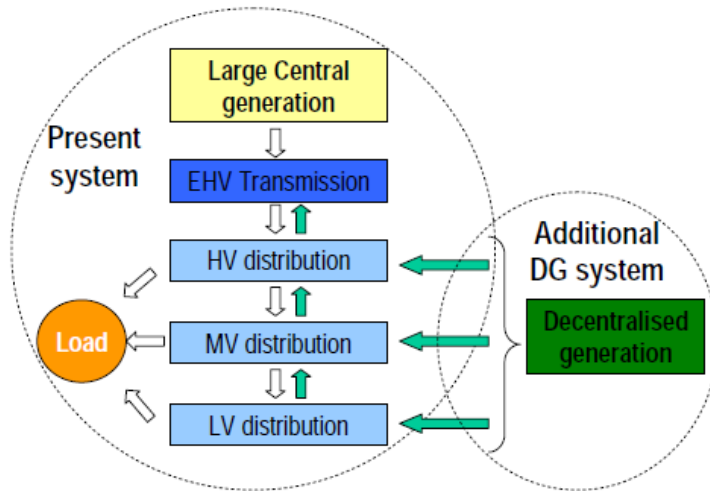 Large Central
generation
Present
system
EHV Transmission
HV distribution
Additional
DG system
Load
MV distribution
Decentralised
generation
LV distribution